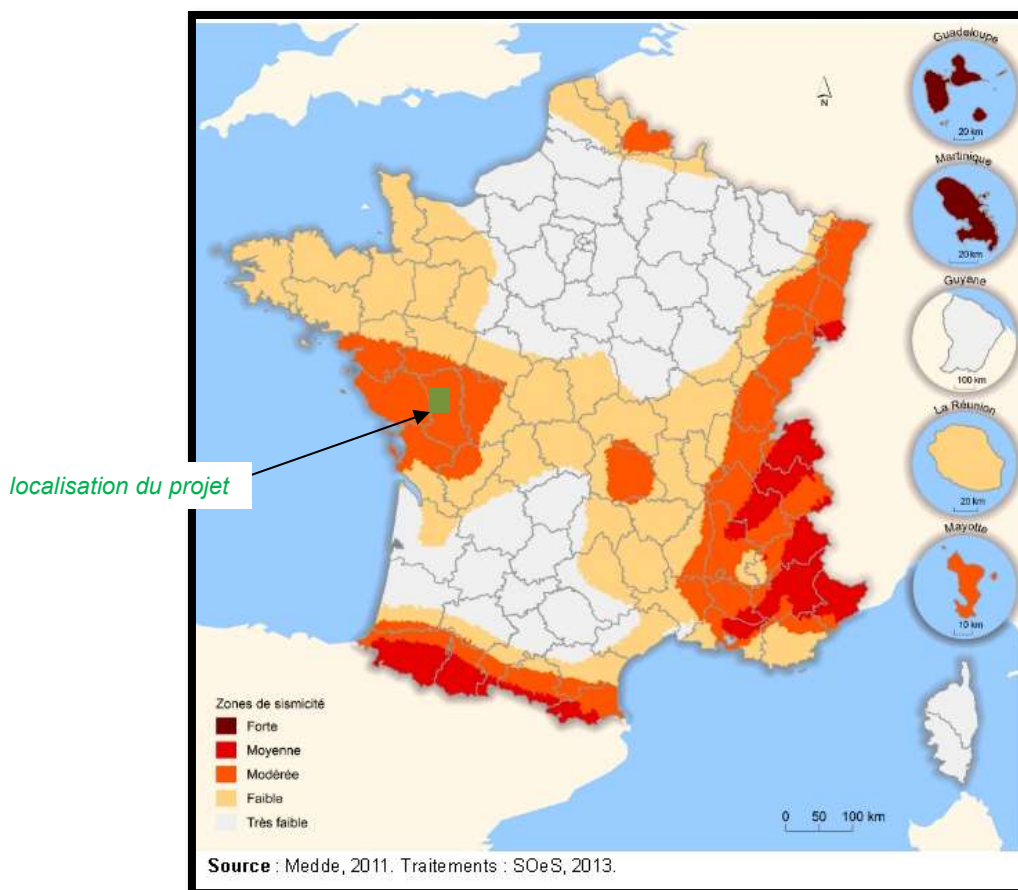 Guadeloupe
20 km
Martinique
20 km
Guyane
100 km
La Réunion
20 km
Mayotte
10 km
N
localisation du projet
Zones de sismicité
Forte
Moyenne
Modérée
Faible
Très faible
0 50 100 km
Source : Medde, 2011. Traitements : SOeS, 2013.